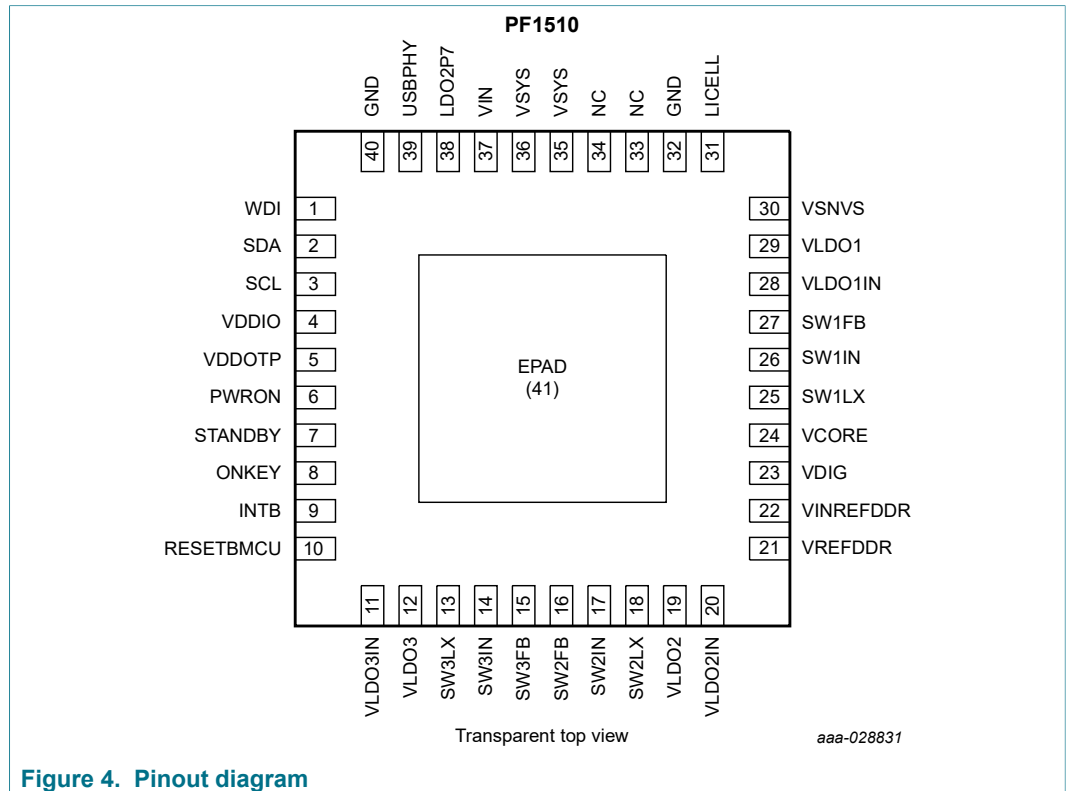 PF1510
GND
USBPHY
LDO2P7
VIN
VSYS
VSYS
NC
NC
GND
LICELL
40
39
38
37
36
35
34
33
32
31
WDI 1
SDA 2
SCL 3
VDDIO 4
VDDOTP 5
PWRON 6
STANDBY 7
ONKEY 8
INTB 9
RESETBMCU 10
EPAD
(41)
30 VSNVS
29 VLDO1
28 VLDO1IN
27 SW1FB
26 SW1IN
25 SW1LX
24 VCORE
23 VDIG
22 VINREFDDR
21 VREFDDR
11
12
13
14
15
16
17
18
19
20
VLDO3IN
VLDO3
SW3LX
SW3IN
SW3FB
SW2FB
SW2IN
SW2LX
VLDO2
VLDO2IN
Transparent top view
aaa-028831
Figure 4. Pinout diagram